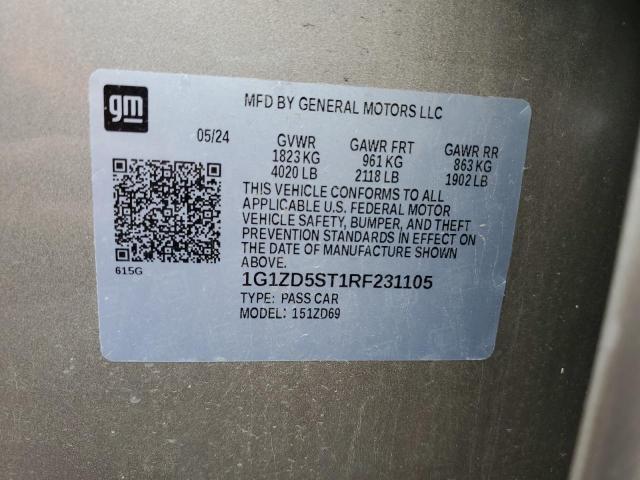 gm
MFD BY GENERAL MOTORS LLC
05/24 GVWR GAWR FRT GAWR RR
1823 KG 961 KG 863 KG
4020 LB 2118 LB 1902 LB
THIS VEHICLE CONFORMS TO ALL
APPLICABLE U.S. FEDERAL MOTOR
VEHICLE SAFETY, BUMPER, AND THEFT
PREVENTION STANDARDS IN EFFECT ON
THE DATE OF MANUFACTURE SHOWN ABOVE.
615G
1G1ZD5ST1RF231105
TYPE: PASS CAR
MODEL: 151ZD69